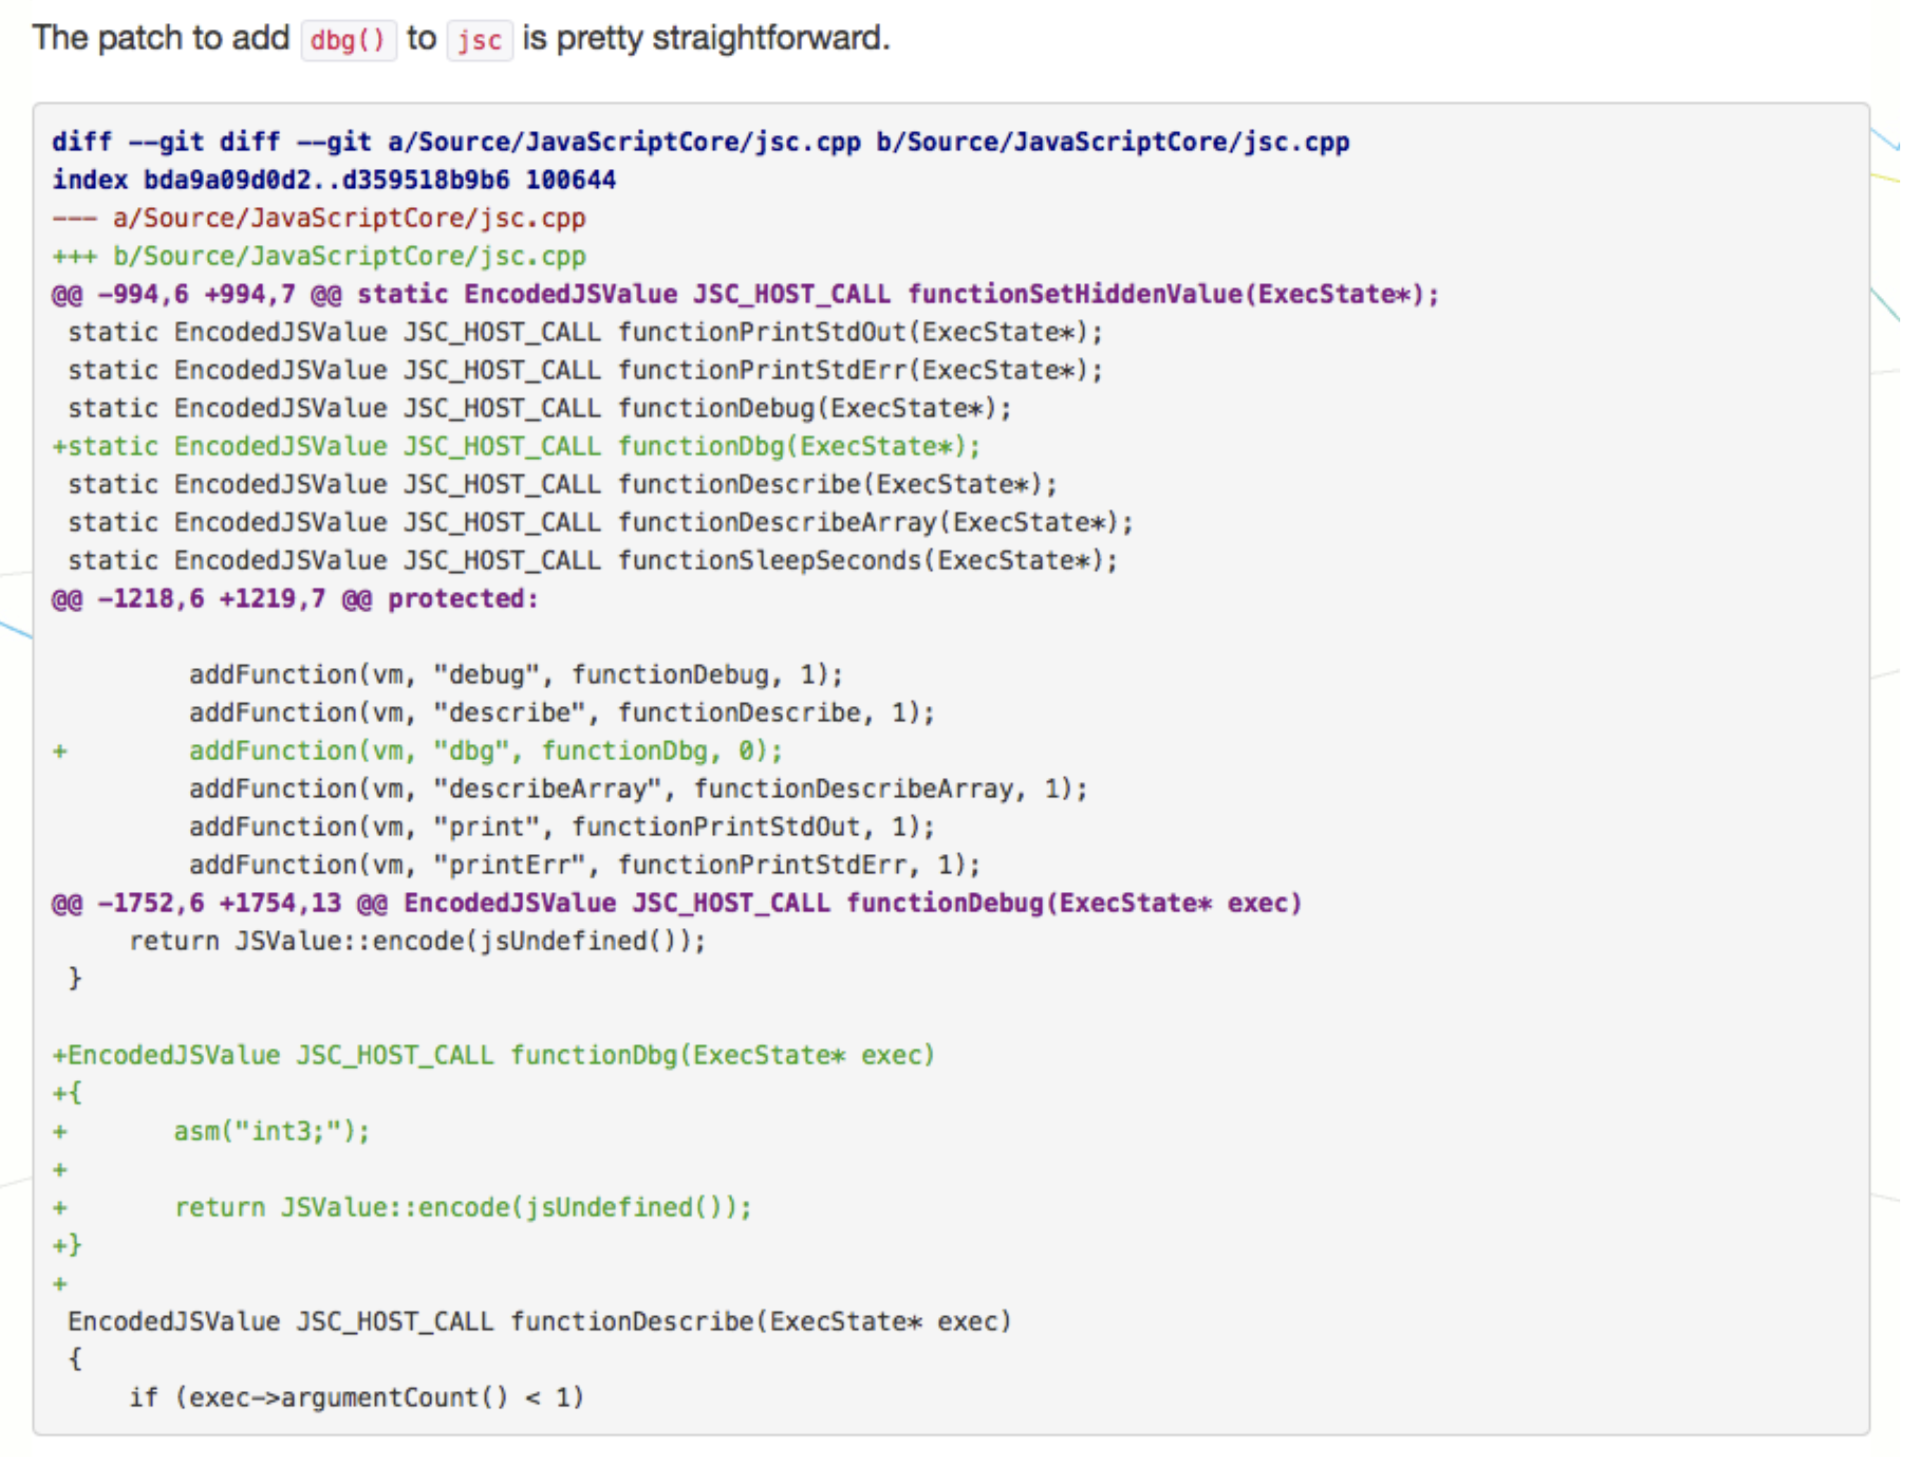 The patch to add dbg() to jsc is pretty straightforward.
diff --git diff --git a/Source/JavaScriptCore/jsc.cpp b/Source/JavaScriptCore/jsc.cpp
index bda9a09d0d2..d359518b9b6 100644
--- a/Source/JavaScriptCore/jsc.cpp
+++ b/Source/JavaScriptCore/jsc.cpp
@@ -994,6 +994,7 @@ static EncodedJSValue JSC_HOST_CALL functionSetHiddenValue(ExecState*);
 static EncodedJSValue JSC_HOST_CALL functionPrintStdOut(ExecState*);
 static EncodedJSValue JSC_HOST_CALL functionPrintStdErr(ExecState*);
 static EncodedJSValue JSC_HOST_CALL functionDebug(ExecState*);
+static EncodedJSValue JSC_HOST_CALL functionDbg(ExecState*);
 static EncodedJSValue JSC_HOST_CALL functionDescribe(ExecState*);
 static EncodedJSValue JSC_HOST_CALL functionDescribeArray(ExecState*);
 static EncodedJSValue JSC_HOST_CALL functionSleepSeconds(ExecState*);
@@ -1218,6 +1219,7 @@ protected:

         addFunction(vm, "debug", functionDebug, 1);
         addFunction(vm, "describe", functionDescribe, 1);
+        addFunction(vm, "dbg", functionDbg, 0);
         addFunction(vm, "describeArray", functionDescribeArray, 1);
         addFunction(vm, "print", functionPrintStdOut, 1);
         addFunction(vm, "printErr", functionPrintStdErr, 1);
@@ -1752,6 +1754,13 @@ EncodedJSValue JSC_HOST_CALL functionDebug(ExecState* exec)
     return JSValue::encode(jsUndefined());
 }

+EncodedJSValue JSC_HOST_CALL functionDbg(ExecState* exec)
+{
+       asm("int3;");
+
+       return JSValue::encode(jsUndefined());
+}
+
 EncodedJSValue JSC_HOST_CALL functionDescribe(ExecState* exec)
 {
     if (exec->argumentCount() < 1)